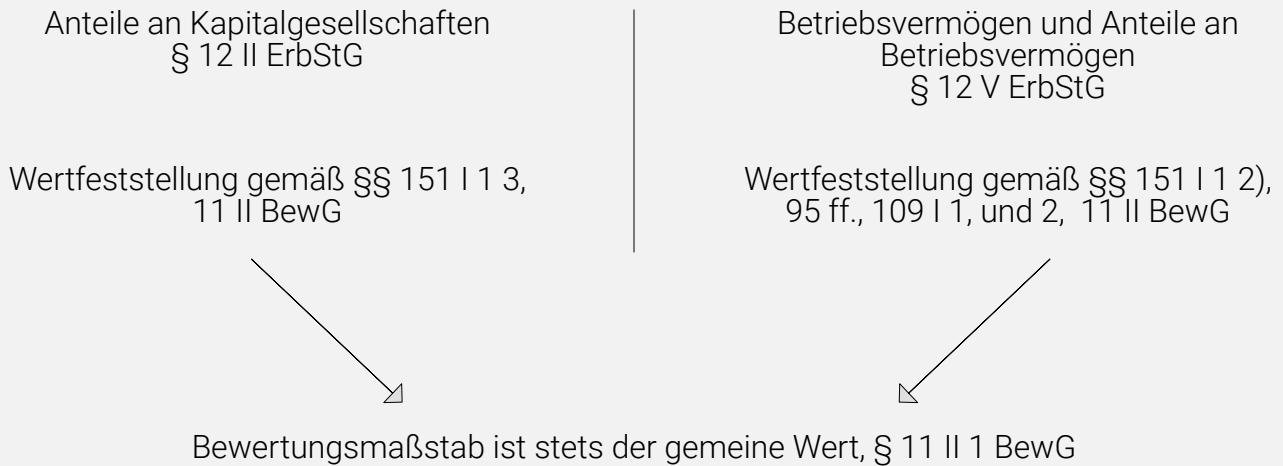 Anteile an Kapitalgesellschaften
§ 12 II ErbStG
Wertfeststellung gemäß §§ 151 I 1 3,
11 II BewG
Betriebsvermögen und Anteile an
Betriebsvermögen
§ 12 V ErbStG
Wertfeststellung gemäß §§ 151 I 1 2),
95 ff., 109 I 1, und 2, 11 II BewG
Bewertungsmaßstab ist stets der gemeine Wert, § 11 II 1 BewG